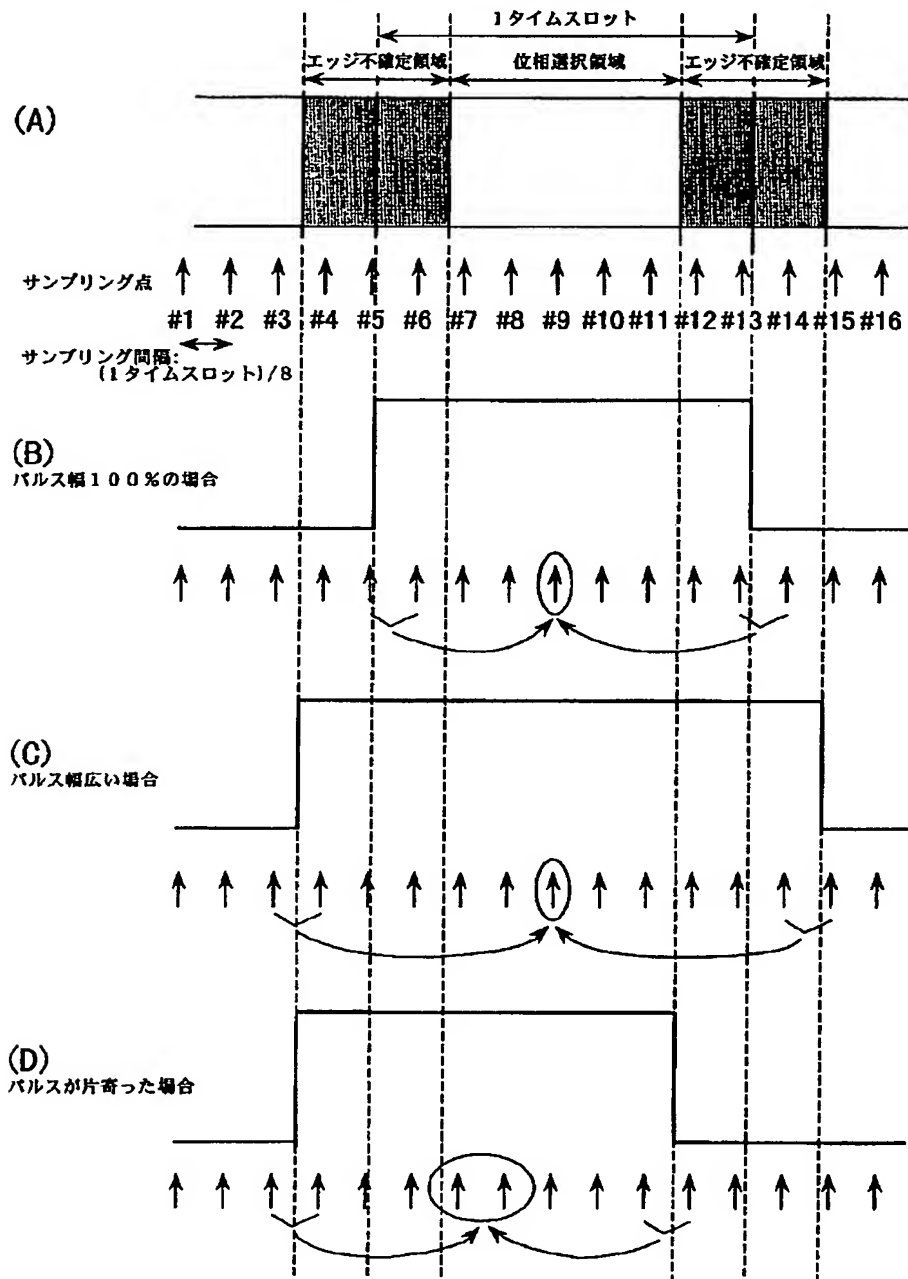 1タイムスロット
エッジ不確定領域 位相選択領域 エッジ不確定領域
(A)
サンプリング点
#1 #2 #3 #4 #5 #6 #7 #8 #9 #10 #11 #12 #13 #14 #15 #16
サンプリング間隔:
(1タイムスロット)/8
(B)
パルス幅100%の場合
(C)
パルス幅広い場合
(D)
パルスが片寄った場合